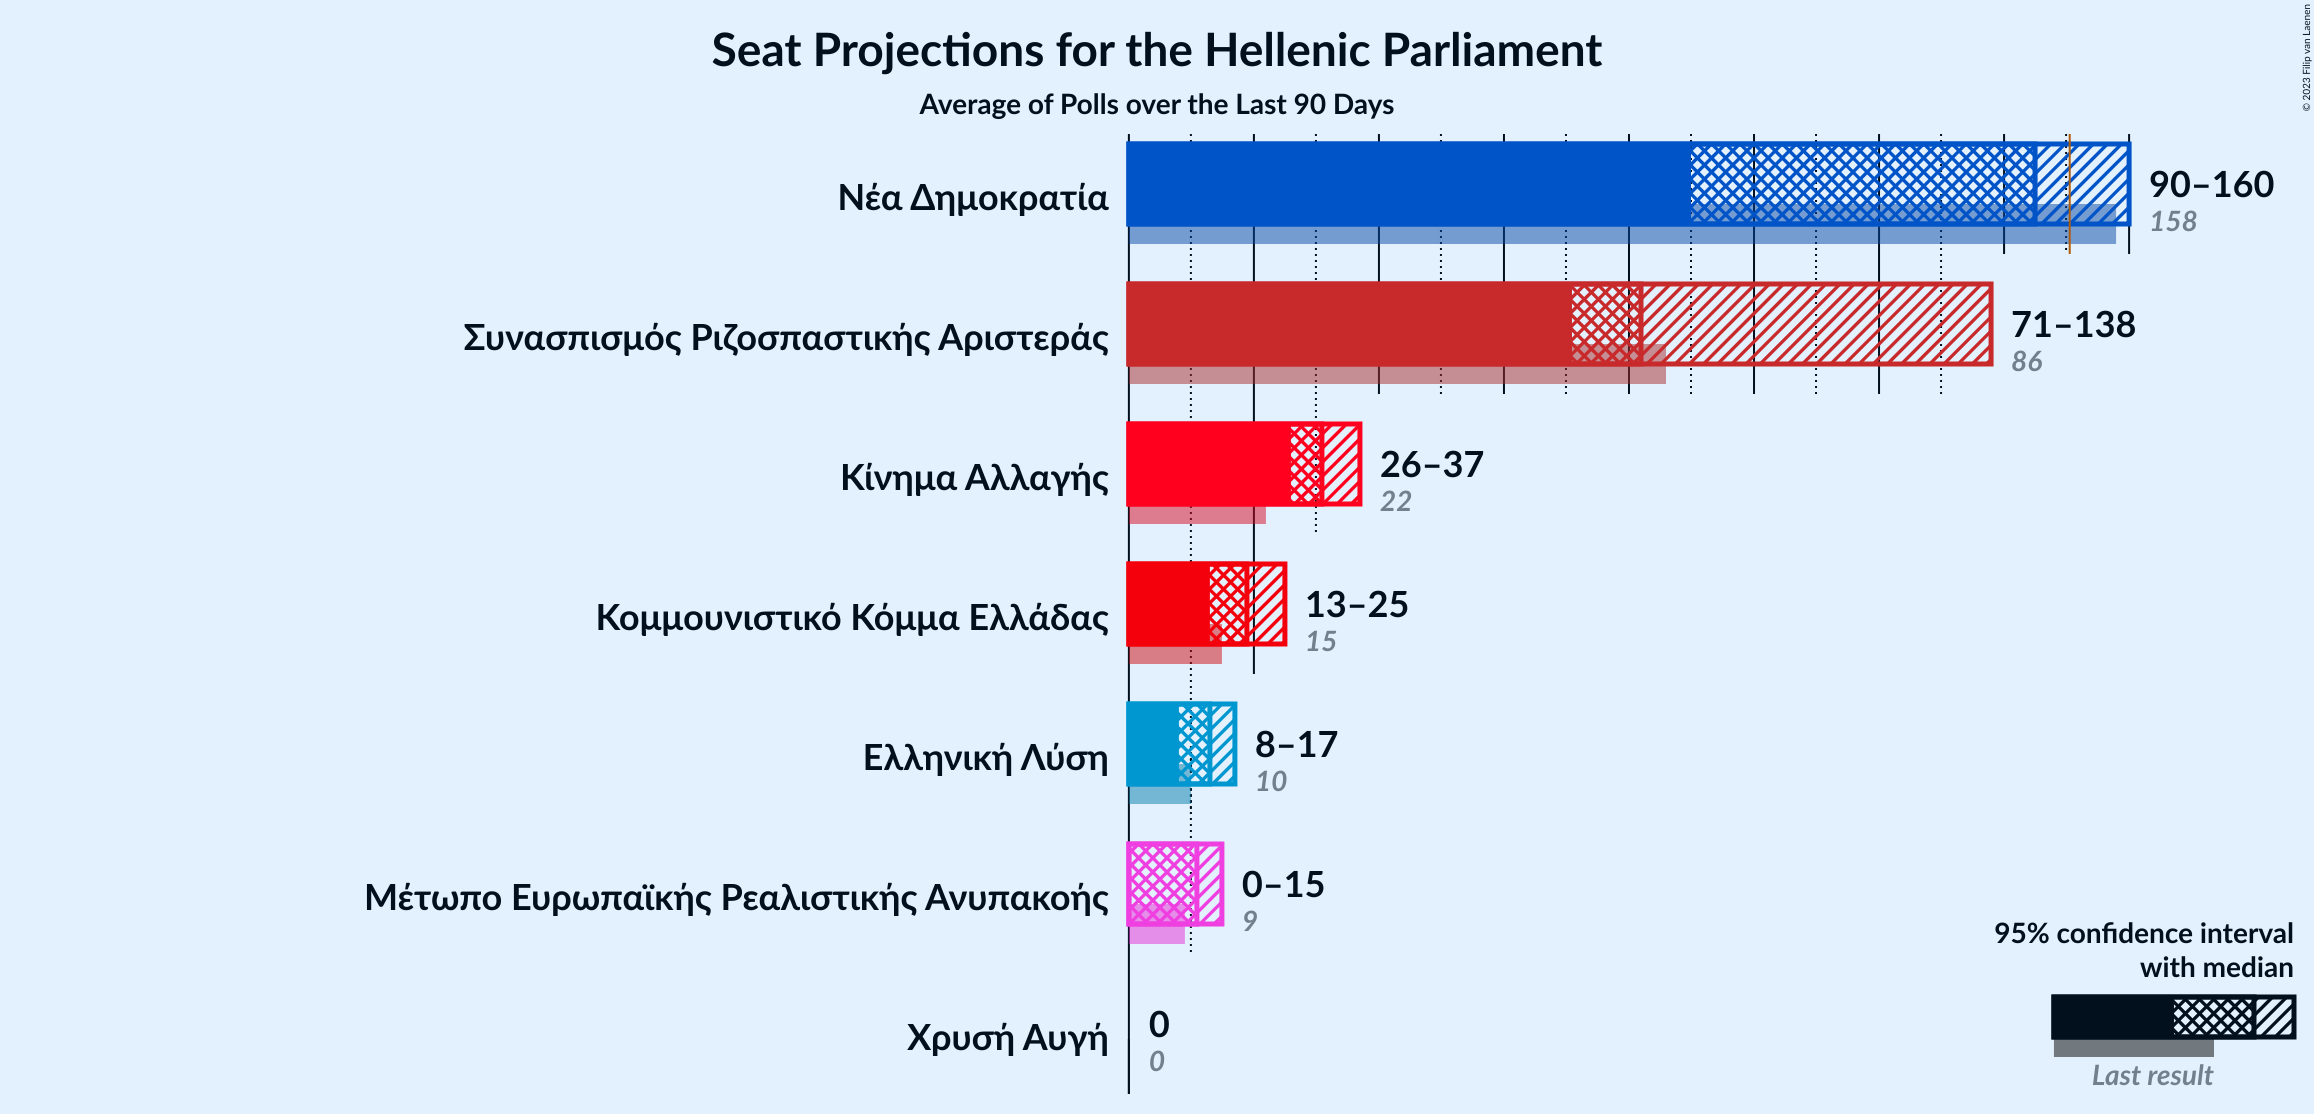 Seat Projections for the Hellenic Parliament
Average of Polls over the Last 90 Days
© 2023 Filip van Laenen
Νέα Δημοκρατία
90–160
158
Συνασπισμός Ριζοσπαστικής Αριστεράς
71–138
86
Κίνημα Αλλαγής
26–37
22
Κομμουνιστικό Κόμμα Ελλάδας
13–25
15
Ελληνική Λύση
8–17
10
Μέτωπο Ευρωπαϊκής Ρεαλιστικής Ανυπακοής
0–15
9
Χρυσή Αυγή
0
0
95% confidence interval
with median
Last result